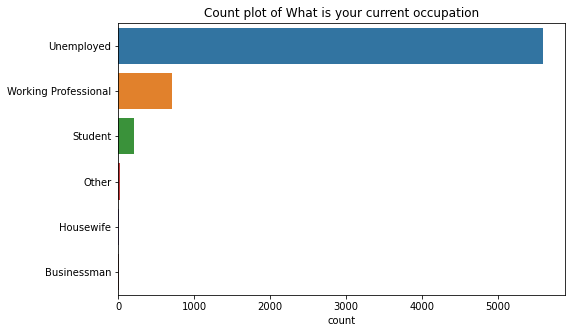 Count plot of What is your current occupation
Unemployed
Working Professional
Student
Other
Housewife
Businessman
0 1000 2000 3000 4000 5000
count